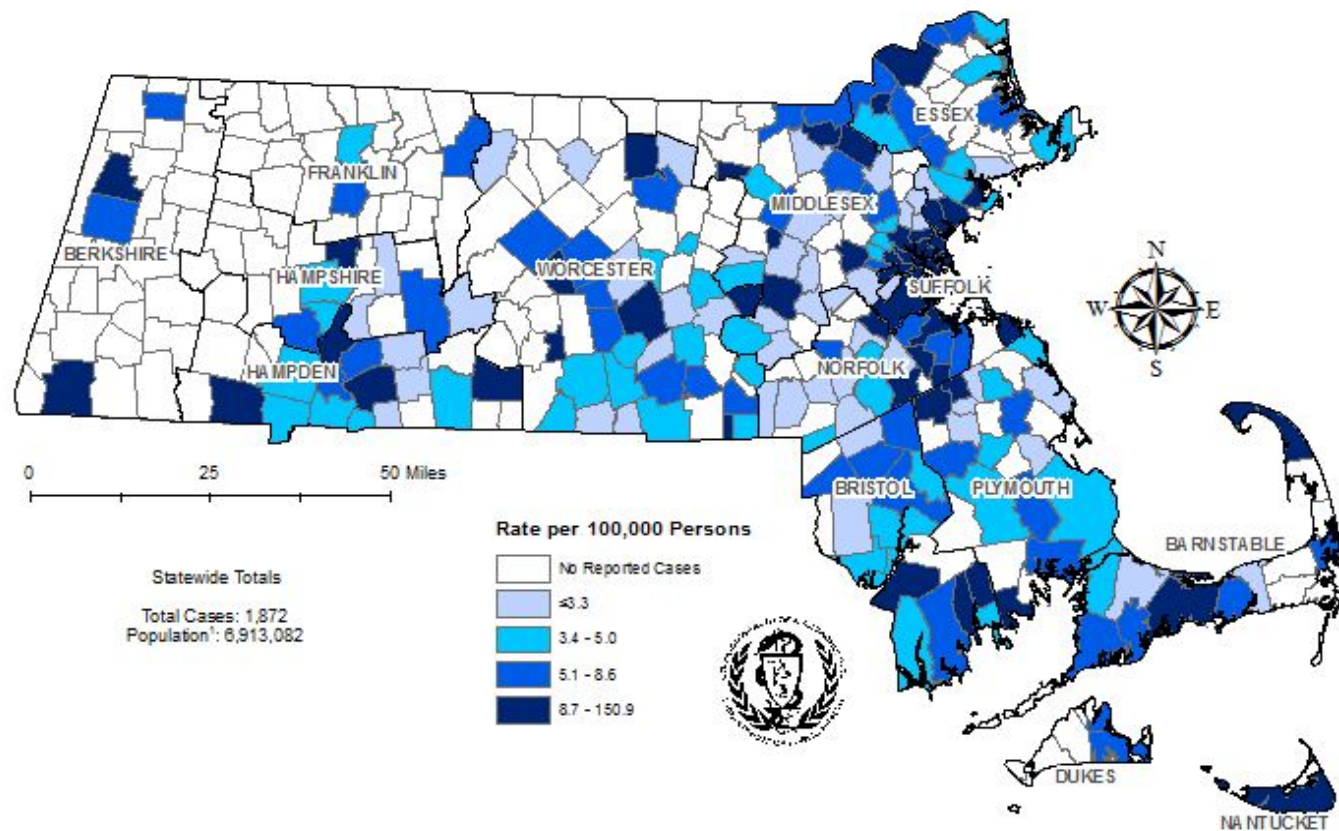 ESSEX
FRANKLIN
MIDDLESEX
BERKSHIRE
HAMPSHIRE
WORCESTER
SUFFOLK
N
W E
S
HAMPDEN
NORFOLK
0 25 50 Miles
BRISTOL
PLYMOUTH
BARNSTABLE
Rate per 100,000 Persons
No Reported Cases
≤3.3
3.4 - 5.0
5.1 - 8.6
8.7 - 150.9
Statewide Totals
Total Cases: 1,872
Population¹: 6,913,082
DUKES
NANTUCKET